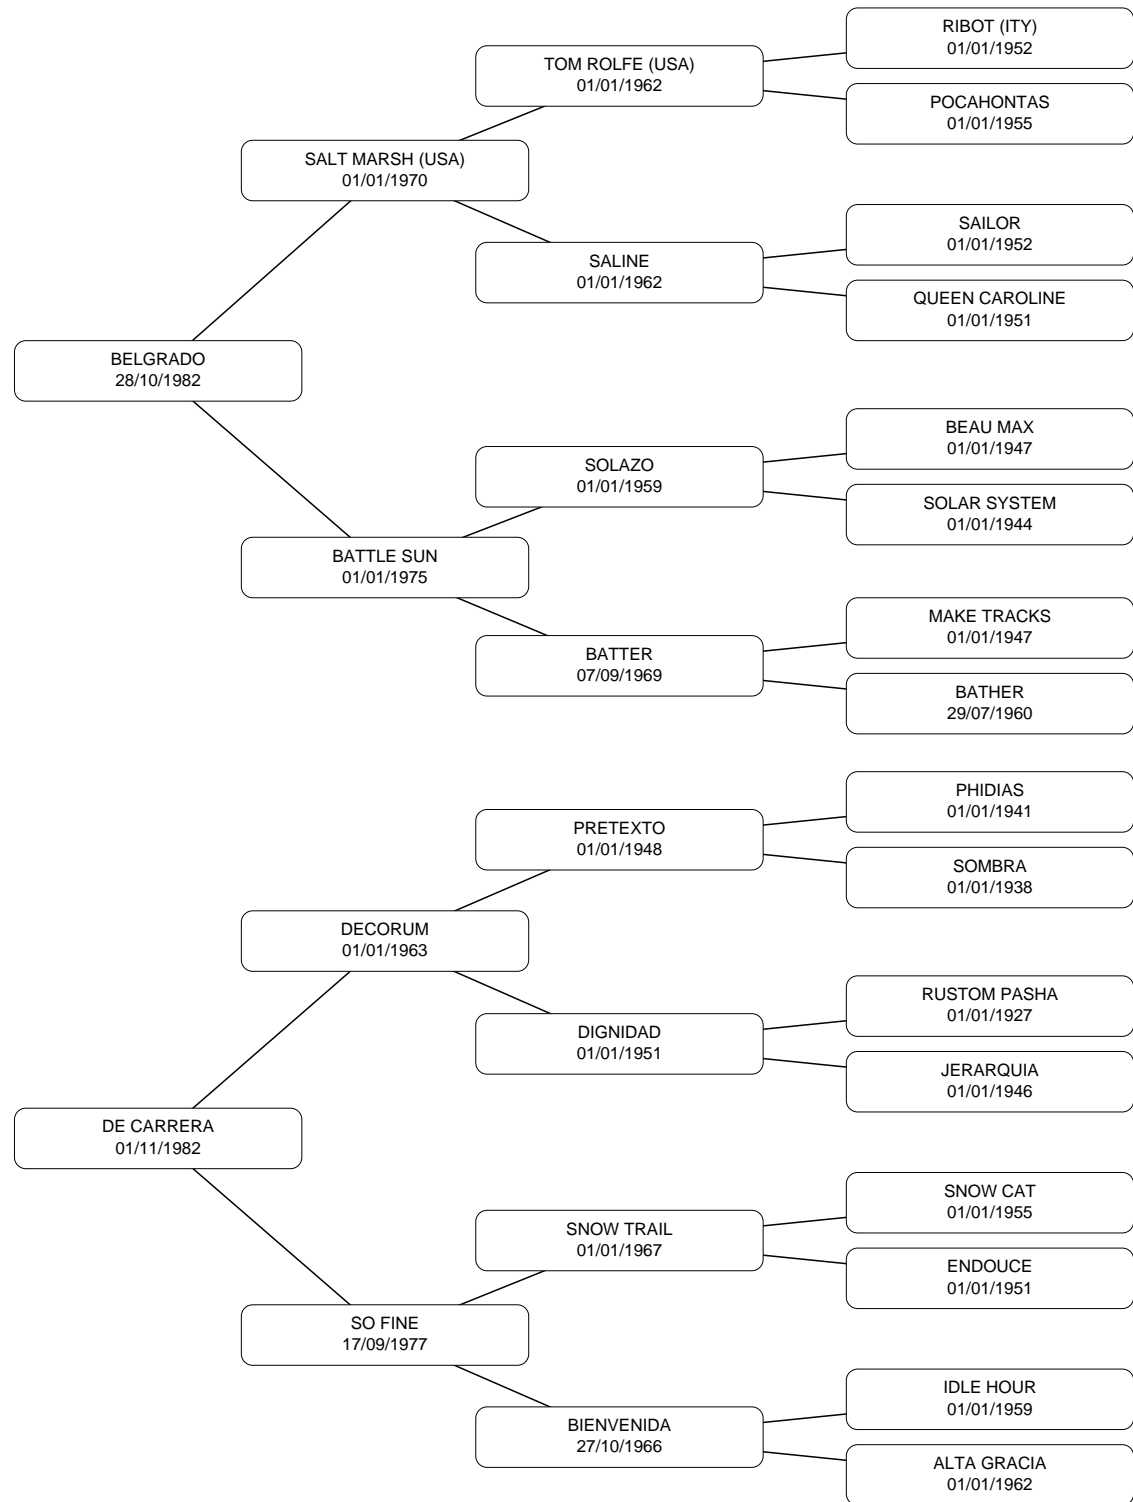 RIBOT (ITY)
01/01/1952
TOM ROLFE (USA)
01/01/1962
POCAHONTAS
01/01/1955
SALT MARSH (USA)
01/01/1970
SAILOR
01/01/1952
SALINE
01/01/1962
QUEEN CAROLINE
01/01/1951
BELGRADO
28/10/1982
BEAU MAX
01/01/1947
SOLAZO
01/01/1959
SOLAR SYSTEM
01/01/1944
BATTLE SUN
01/01/1975
MAKE TRACKS
01/01/1947
BATTER
07/09/1969
BATHER
29/07/1960
PHIDIAS
01/01/1941
PRETEXTO
01/01/1948
SOMBRA
01/01/1938
DECORUM
01/01/1963
RUSTOM PASHA
01/01/1927
DIGNIDAD
01/01/1951
JERARQUIA
01/01/1946
DE CARRERA
01/11/1982
SNOW CAT
01/01/1955
SNOW TRAIL
01/01/1967
ENDOUCE
01/01/1951
SO FINE
17/09/1977
IDLE HOUR
01/01/1959
BIENVENIDA
27/10/1966
ALTA GRACIA
01/01/1962